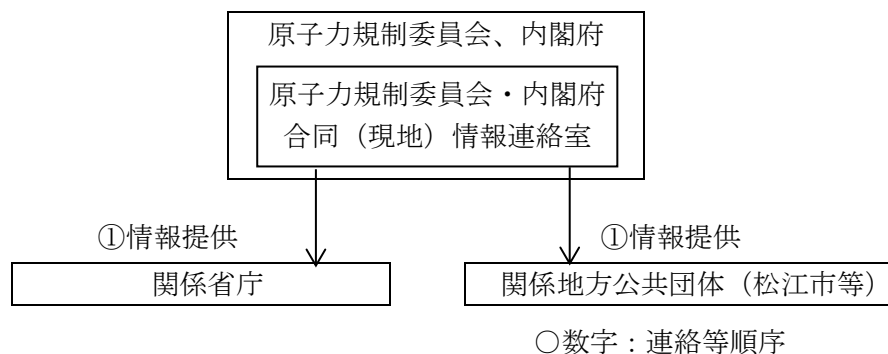 原子力規制委員会、内閣府
原子力規制委員会・内閣府
合同（現地）情報連絡室
①情報提供
①情報提供
関係省庁
関係地方公共団体（松江市等）
○数字：連絡等順序